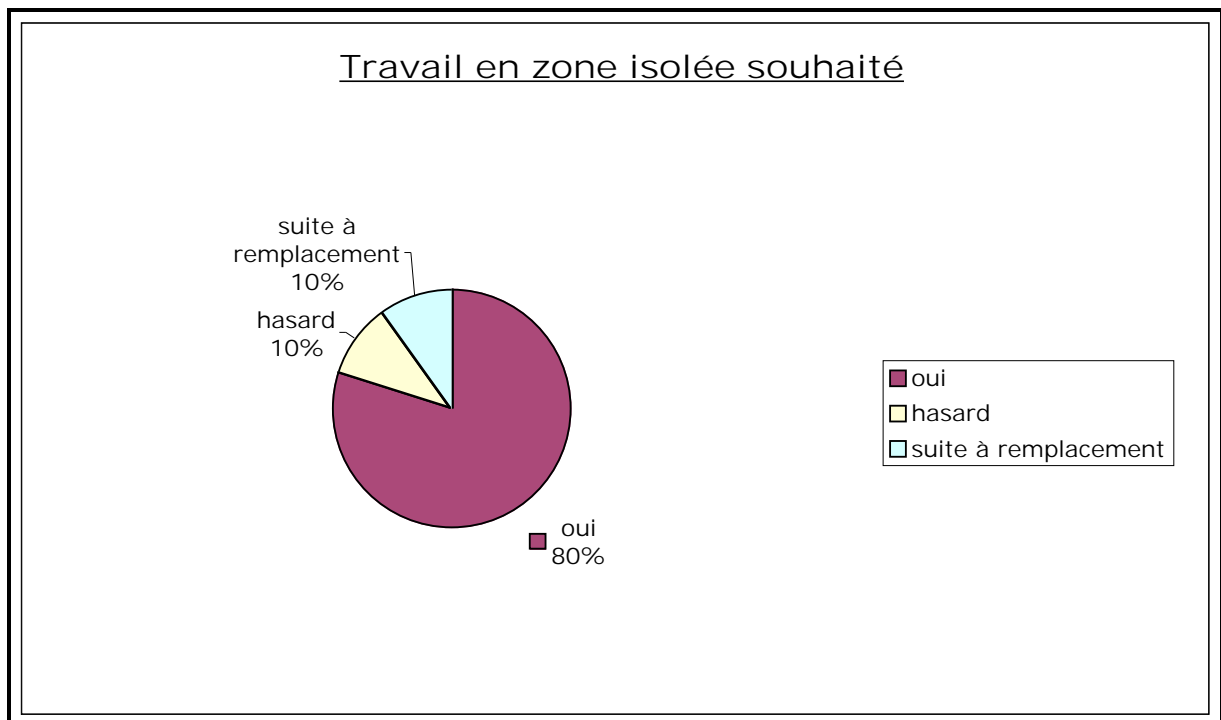 Travail en zone isolée souhaité
suite à
remplacement
10%
hasard
10%
oui
80%
oui
hasard
suite à remplacement